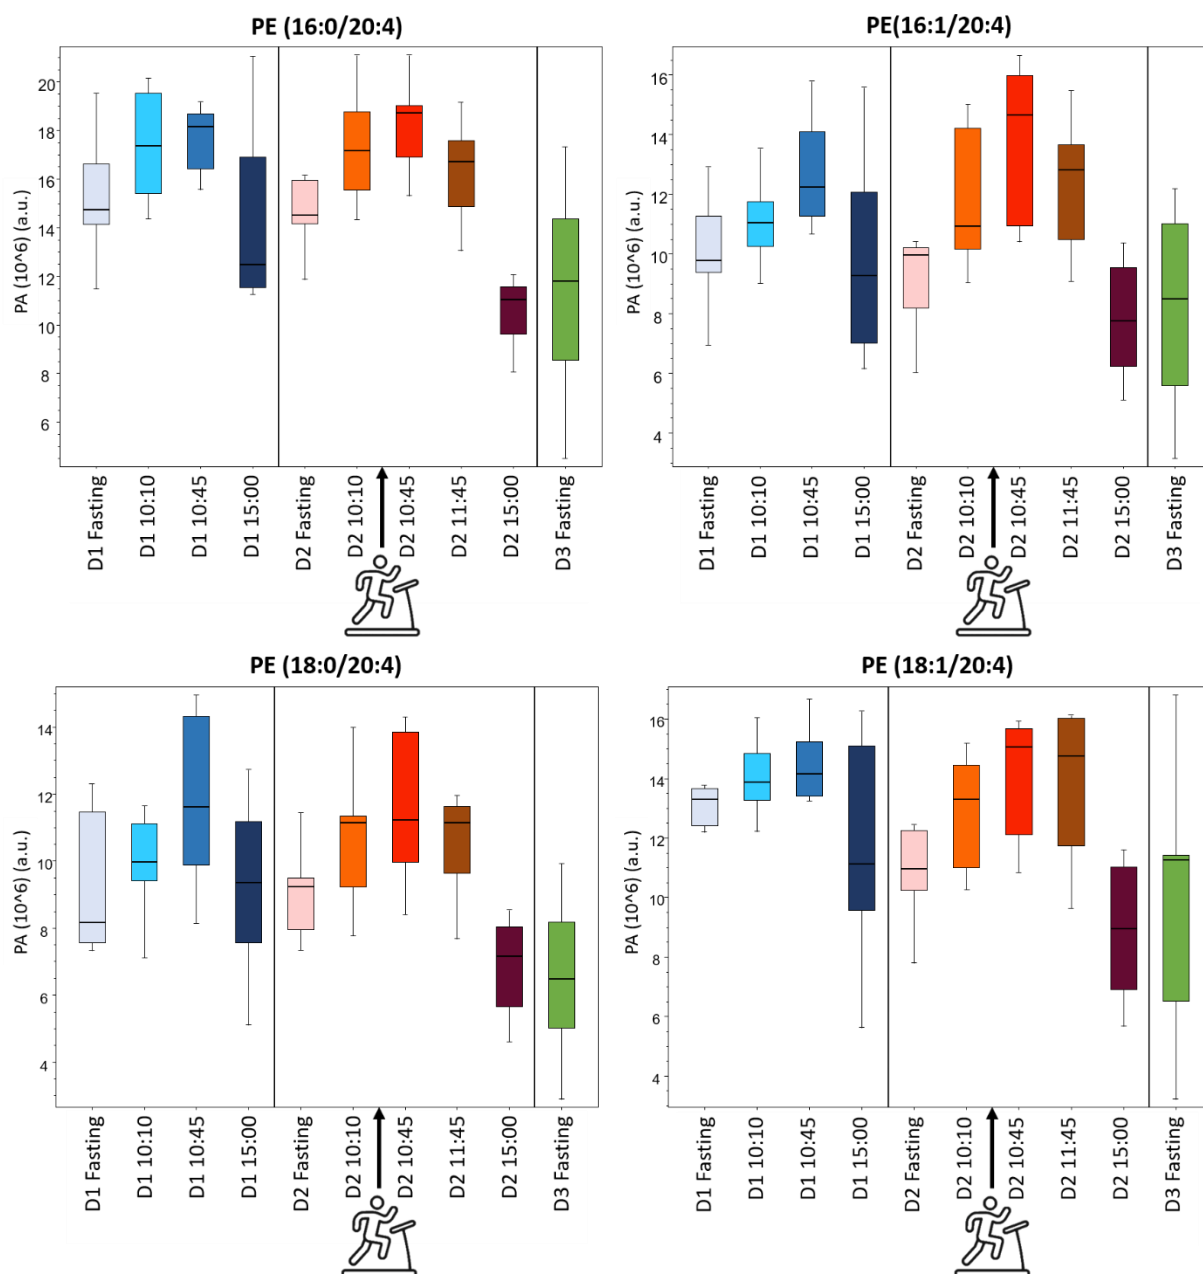 PE (16:0/20:4)
PA (10^6) (a.u.)
20
18
16
14
12
10
8
6
D1 Fasting
D1 10:10
D1 10:45
D1 15:00
D2 Fasting
D2 10:10
D2 10:45
D2 11:45
D2 15:00
D3 Fasting
PE(16:1/20:4)
PA (10^6) (a.u.)
16
14
12
10
8
6
4
D1 Fasting
D1 10:10
D1 10:45
D1 15:00
D2 Fasting
D2 10:10
D2 10:45
D2 11:45
D2 15:00
D3 Fasting
PE (18:0/20:4)
PA (10^6) (a.u.)
14
12
10
8
6
4
D1 Fasting
D1 10:10
D1 10:45
D1 15:00
D2 Fasting
D2 10:10
D2 10:45
D2 11:45
D2 15:00
D3 Fasting
PE (18:1/20:4)
PA (10^6) (a.u.)
16
14
12
10
8
6
4
D1 Fasting
D1 10:10
D1 10:45
D1 15:00
D2 Fasting
D2 10:10
D2 10:45
D2 11:45
D2 15:00
D3 Fasting